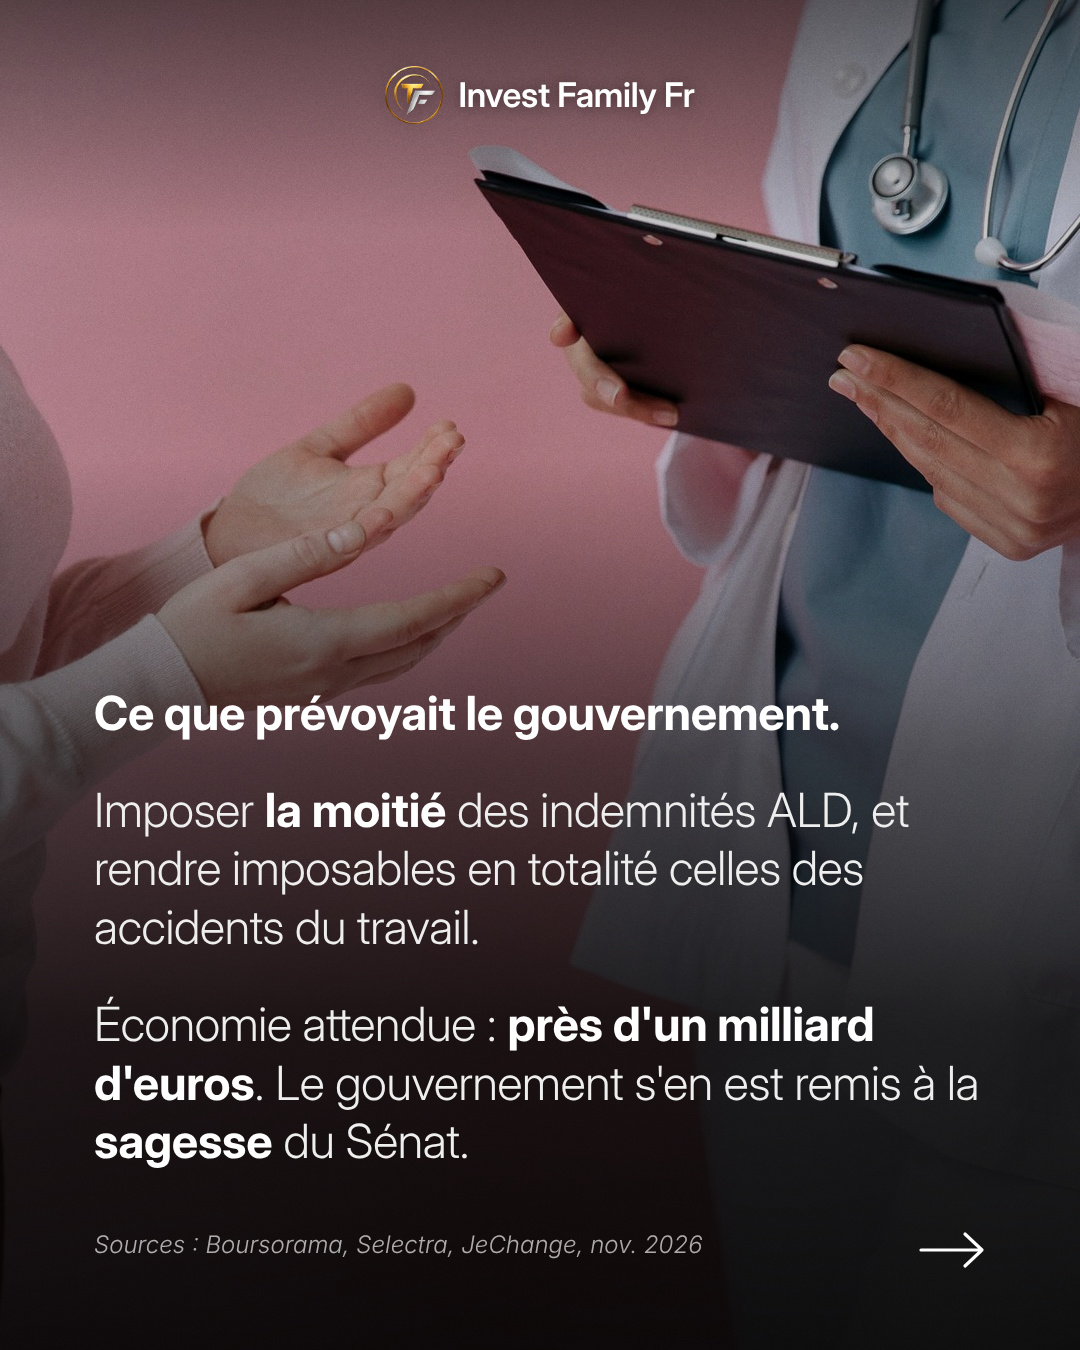 Invest Family Fr
Ce que prévoyait le gouvernement.
Imposer la moitié des indemnités ALD, et
rendre imposables en totalité celles des
accidents du travail.
Économie attendue : près d'un milliard
d'euros. Le gouvernement s'en est remis à la
sagesse du Sénat.
Sources : Boursorama, Selectra, JeChange, nov. 2026